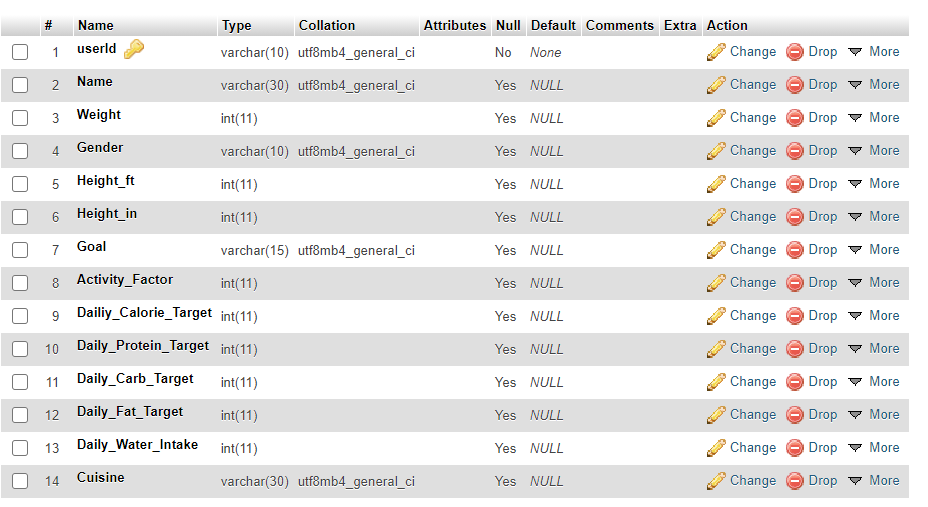 # Name Type Collation Attributes Null Default Comments Extra Action
1 userId varchar(10) utf8mb4_general_ci No None Change Drop More
2 Name varchar(30) utf8mb4_general_ci Yes NULL Change Drop More
3 Weight int(11) Yes NULL Change Drop More
4 Gender varchar(10) utf8mb4_general_ci Yes NULL Change Drop More
5 Height_ft int(11) Yes NULL Change Drop More
6 Height_in int(11) Yes NULL Change Drop More
7 Goal varchar(15) utf8mb4_general_ci Yes NULL Change Drop More
8 Activity_Factor int(11) Yes NULL Change Drop More
9 Dailiy_Calorie_Target int(11) Yes NULL Change Drop More
10 Daily_Protein_Target int(11) Yes NULL Change Drop More
11 Daily_Carb_Target int(11) Yes NULL Change Drop More
12 Daily_Fat_Target int(11) Yes NULL Change Drop More
13 Daily_Water_Intake int(11) Yes NULL Change Drop More
14 Cuisine varchar(30) utf8mb4_general_ci Yes NULL Change Drop More